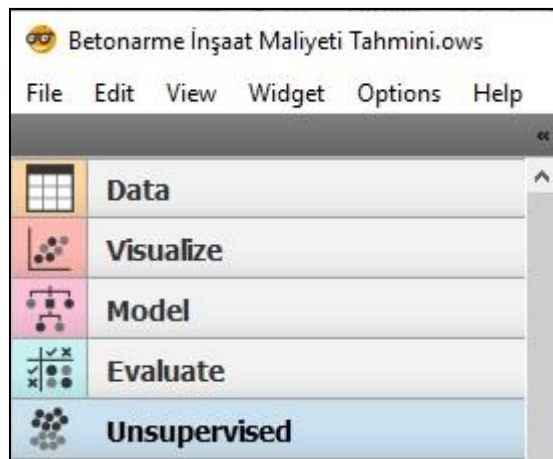 Betonarme İnşaat Maliyeti Tahmini.ows
File Edit View Widget Options Help
«
Data
Visualize
Model
Evaluate
Unsupervised